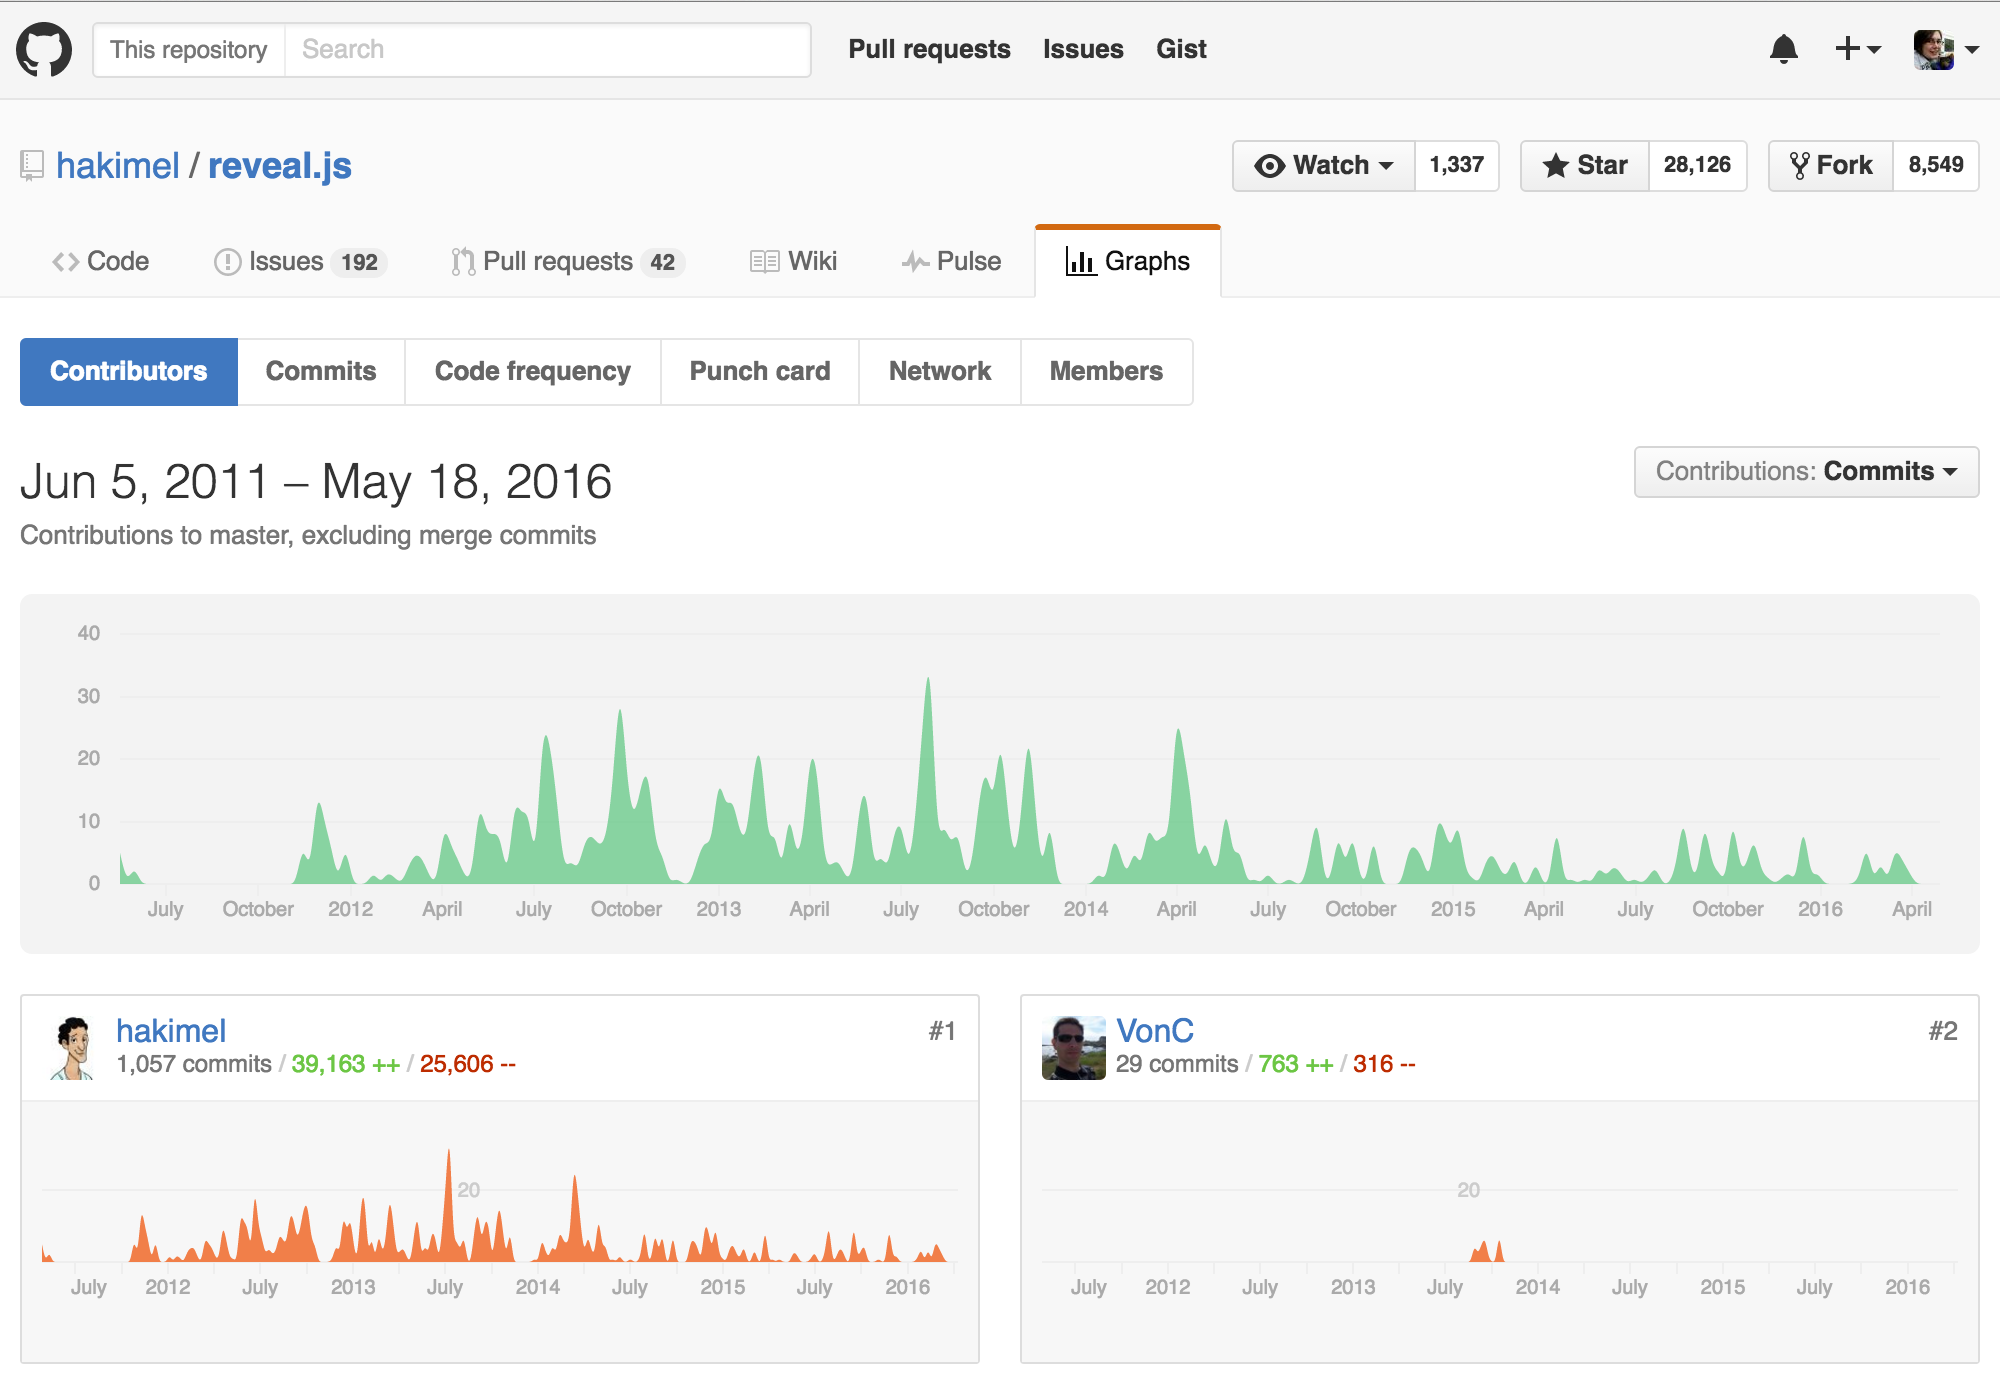 This repository Search Pull requests Issues Gist
hakimel / reveal.js Watch 1,337 Star 28,126 Fork 8,549
Code Issues 192 Pull requests 42 Wiki Pulse Graphs
Contributors Commits Code frequency Punch card Network Members
Jun 5, 2011 – May 18, 2016 Contributions: Commits
Contributions to master, excluding merge commits
40
30
20
10
0
July October 2012 April July October 2013 April July October 2014 April July October 2015 April July October 2016 April
hakimel #1
1,057 commits / 39,163 ++ / 25,606 --
20
July 2012 July 2013 July 2014 July 2015 July 2016
VonC #2
29 commits / 763 ++ / 316 --
20
July 2012 July 2013 July 2014 July 2015 July 2016